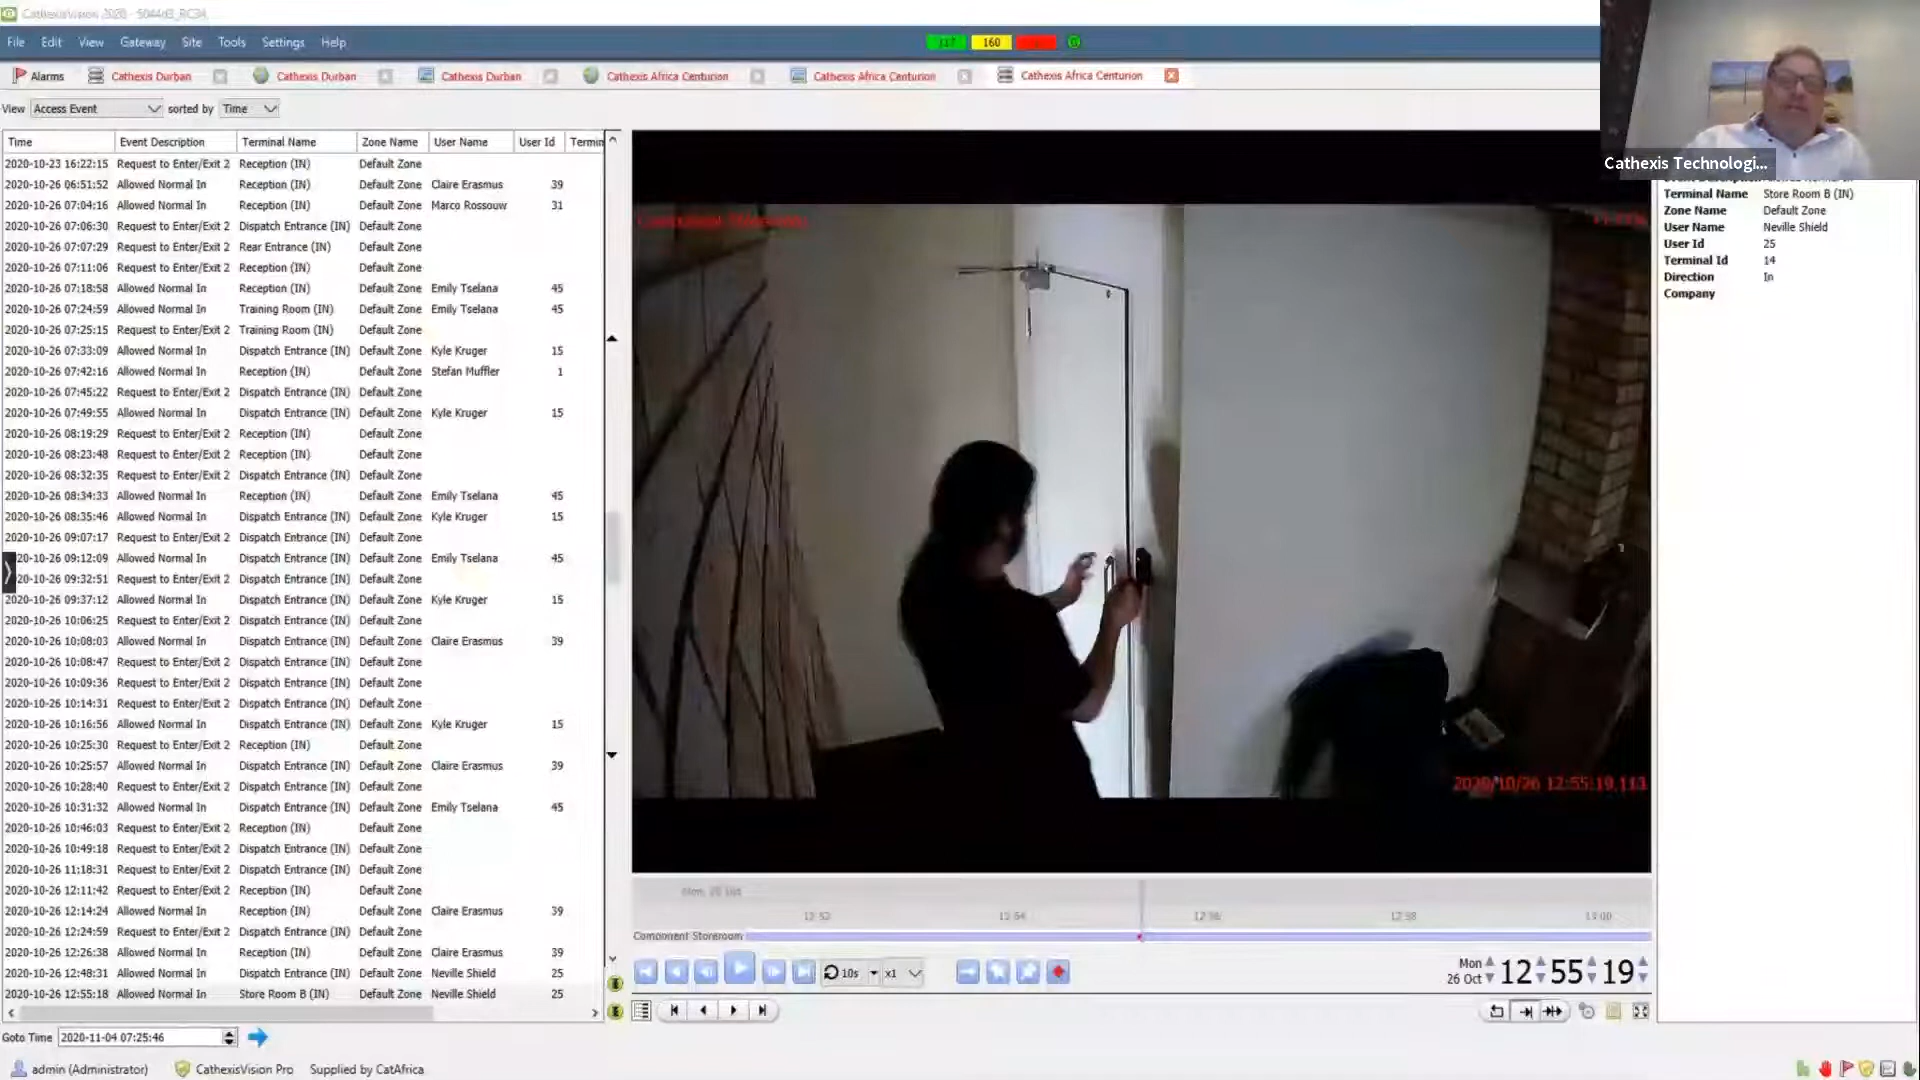 CathexisVision 2020 - 5044d3_RC34
File Edit View Gateway Site Tools Settings Help
160
Alarms Cathexis Durban Cathexis Durban Cathexis Durban Cathexis Africa Centurion Cathexis Africa Centurion Cathexis Africa Centurion
View Access Event sorted by Time
Time Event Description Terminal Name Zone Name User Name User Id Termin
2020-10-23 16:22:15 Request to Enter/Exit 2 Reception (IN) Default Zone
2020-10-26 06:51:52 Allowed Normal In Reception (IN) Default Zone Claire Erasmus 39
2020-10-26 07:04:16 Allowed Normal In Reception (IN) Default Zone Marco Rossouw 31
2020-10-26 07:06:30 Request to Enter/Exit 2 Dispatch Entrance (IN) Default Zone
2020-10-26 07:07:29 Request to Enter/Exit 2 Rear Entrance (IN) Default Zone
2020-10-26 07:11:06 Request to Enter/Exit 2 Reception (IN) Default Zone
2020-10-26 07:18:58 Allowed Normal In Reception (IN) Default Zone Emily Tselana 45
2020-10-26 07:24:59 Allowed Normal In Training Room (IN) Default Zone Emily Tselana 45
2020-10-26 07:25:15 Request to Enter/Exit 2 Training Room (IN) Default Zone
2020-10-26 07:33:09 Allowed Normal In Dispatch Entrance (IN) Default Zone Kyle Kruger 15
2020-10-26 07:42:16 Allowed Normal In Reception (IN) Default Zone Stefan Muffler 1
2020-10-26 07:45:22 Request to Enter/Exit 2 Dispatch Entrance (IN) Default Zone
2020-10-26 07:49:55 Allowed Normal In Dispatch Entrance (IN) Default Zone Kyle Kruger 15
2020-10-26 08:19:29 Request to Enter/Exit 2 Reception (IN) Default Zone
2020-10-26 08:23:48 Request to Enter/Exit 2 Reception (IN) Default Zone
2020-10-26 08:32:35 Request to Enter/Exit 2 Dispatch Entrance (IN) Default Zone
2020-10-26 08:34:33 Allowed Normal In Reception (IN) Default Zone Emily Tselana 45
2020-10-26 08:35:46 Allowed Normal In Dispatch Entrance (IN) Default Zone Kyle Kruger 15
2020-10-26 09:07:17 Request to Enter/Exit 2 Dispatch Entrance (IN) Default Zone
20-10-26 09:12:09 Allowed Normal In Dispatch Entrance (IN) Default Zone Emily Tselana 45
20-10-26 09:32:51 Request to Enter/Exit 2 Dispatch Entrance (IN) Default Zone
2020-10-26 09:37:12 Allowed Normal In Dispatch Entrance (IN) Default Zone Kyle Kruger 15
2020-10-26 10:06:25 Request to Enter/Exit 2 Dispatch Entrance (IN) Default Zone
2020-10-26 10:08:03 Allowed Normal In Dispatch Entrance (IN) Default Zone Claire Erasmus 39
2020-10-26 10:08:47 Request to Enter/Exit 2 Dispatch Entrance (IN) Default Zone
2020-10-26 10:09:36 Request to Enter/Exit 2 Dispatch Entrance (IN) Default Zone
2020-10-26 10:14:31 Request to Enter/Exit 2 Dispatch Entrance (IN) Default Zone
2020-10-26 10:16:56 Allowed Normal In Dispatch Entrance (IN) Default Zone Kyle Kruger 15
2020-10-26 10:25:30 Request to Enter/Exit 2 Reception (IN) Default Zone
2020-10-26 10:25:57 Allowed Normal In Dispatch Entrance (IN) Default Zone Claire Erasmus 39
2020-10-26 10:28:40 Request to Enter/Exit 2 Dispatch Entrance (IN) Default Zone
2020-10-26 10:31:32 Allowed Normal In Dispatch Entrance (IN) Default Zone Emily Tselana 45
2020-10-26 10:46:03 Request to Enter/Exit 2 Reception (IN) Default Zone
2020-10-26 10:49:18 Request to Enter/Exit 2 Dispatch Entrance (IN) Default Zone
2020-10-26 11:18:31 Request to Enter/Exit 2 Dispatch Entrance (IN) Default Zone
2020-10-26 12:11:42 Request to Enter/Exit 2 Reception (IN) Default Zone
2020-10-26 12:14:24 Allowed Normal In Reception (IN) Default Zone Claire Erasmus 39
2020-10-26 12:24:59 Request to Enter/Exit 2 Dispatch Entrance (IN) Default Zone
2020-10-26 12:26:38 Allowed Normal In Reception (IN) Default Zone Claire Erasmus 39
2020-10-26 12:48:31 Allowed Normal In Dispatch Entrance (IN) Default Zone Neville Shield 25
2020-10-26 12:55:18 Allowed Normal In Store Room B (IN) Default Zone Neville Shield 25
Goto Time 2020-11-04 07:25:46
admin (Administrator) CathexisVision Pro Supplied by CatAfrica
2020/10/26 12:55:19.113
12:52 12:54 12:56 12:58 13:00
Component Storeroom
10s x1
Mon 26 Oct 12 55 19
Cathexis Technologi...
Terminal Name Store Room B (IN)
Zone Name Default Zone
User Name Neville Shield
User Id 25
Terminal Id 14
Direction In
Company